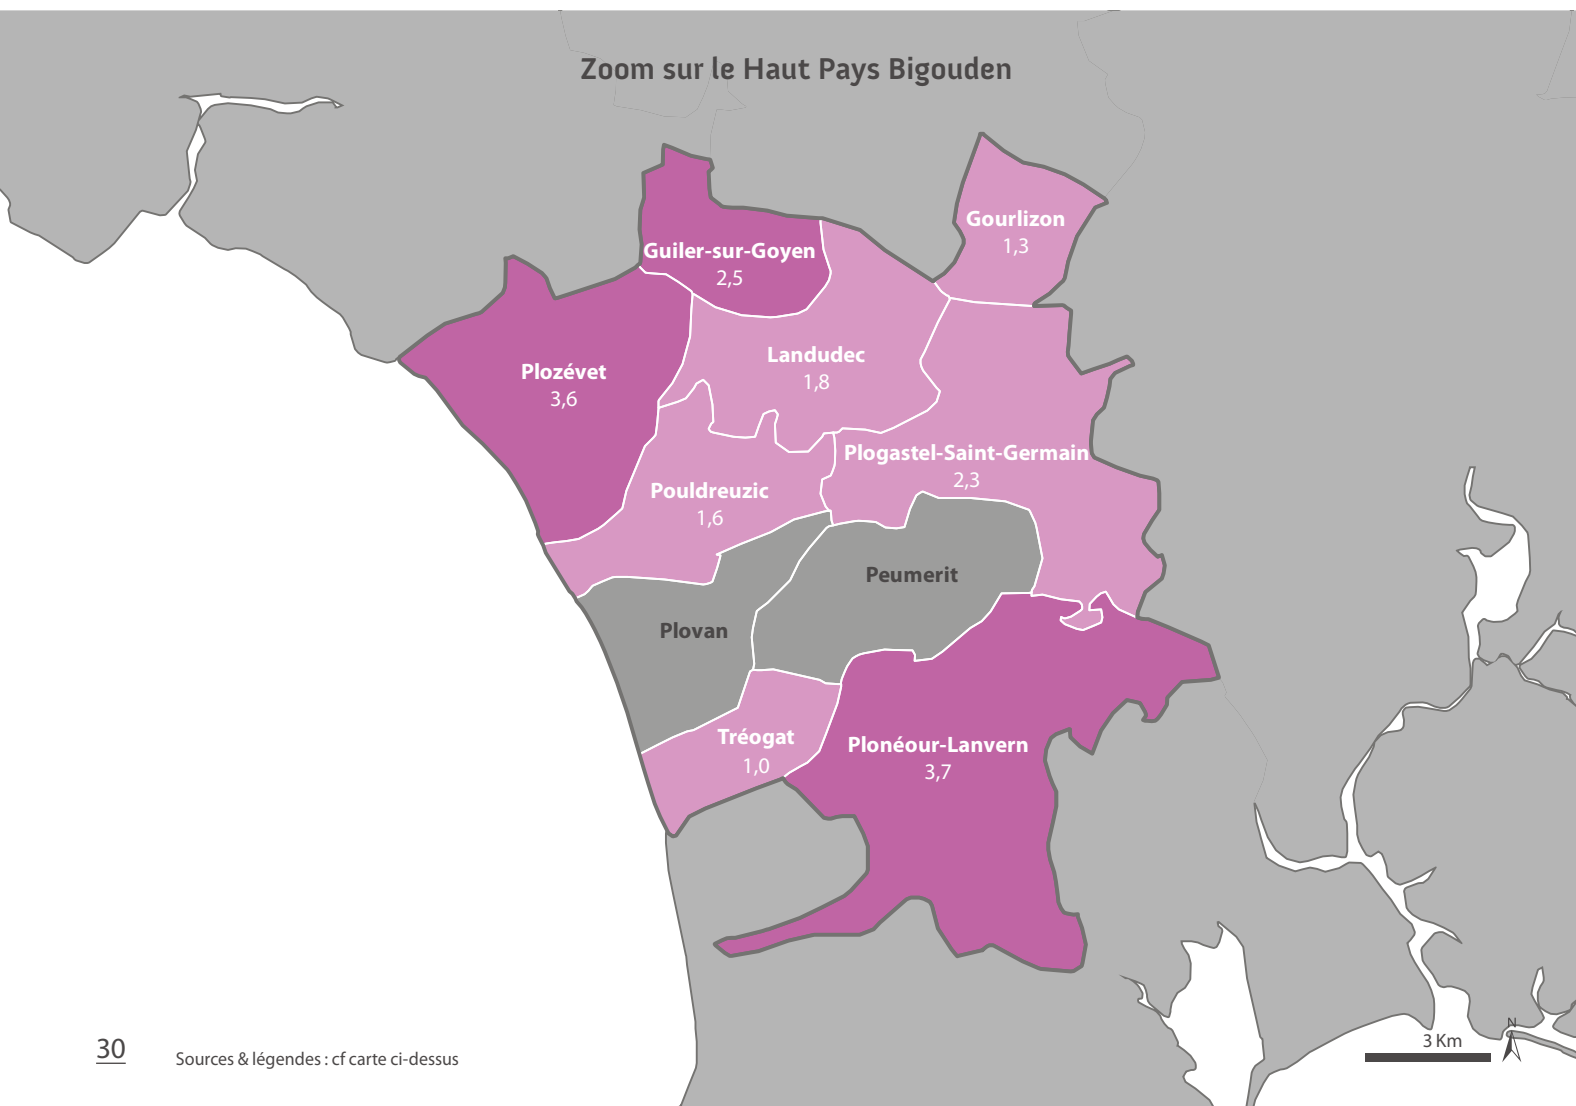 Zoom sur le Haut Pays Bigouden
Gourlizon
1,3
Guiler-sur-Goyen
2,5
Landudec
1,8
Plozévet
3,6
Plogastel-Saint-Germain
2,3
Pouldreuzic
1,6
Peumerit
Plovan
Tréogat
1,0
Plonéour-Lanvern
3,7
N
3 Km
30
Sources & légendes : cf carte ci-dessus